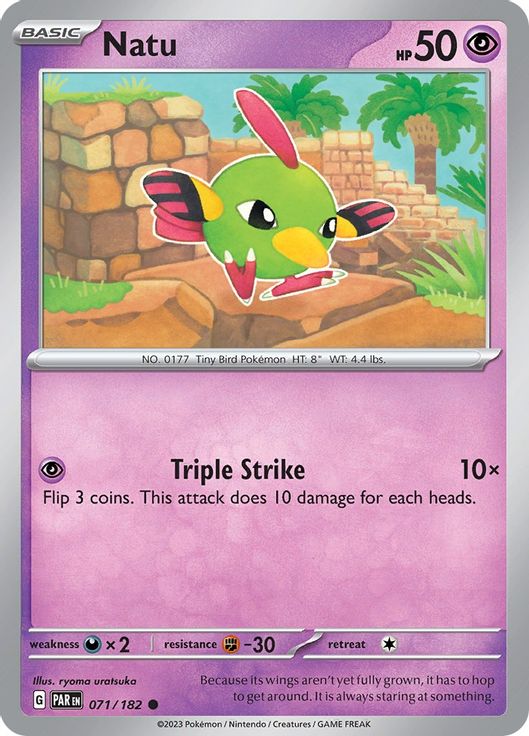 BASIC
Natu
HP 50
NO. 0177 Tiny Bird Pokémon HT: 8" WT: 4.4 lbs.
Triple Strike 10×
Flip 3 coins. This attack does 10 damage for each heads.
weakness ×2 resistance -30 retreat
Illus. ryoma uratsuka
Because its wings aren't yet fully grown, it has to hop
to get around. It is always staring at something.
G PAR EN 071/182
©2023 Pokémon / Nintendo / Creatures / GAME FREAK